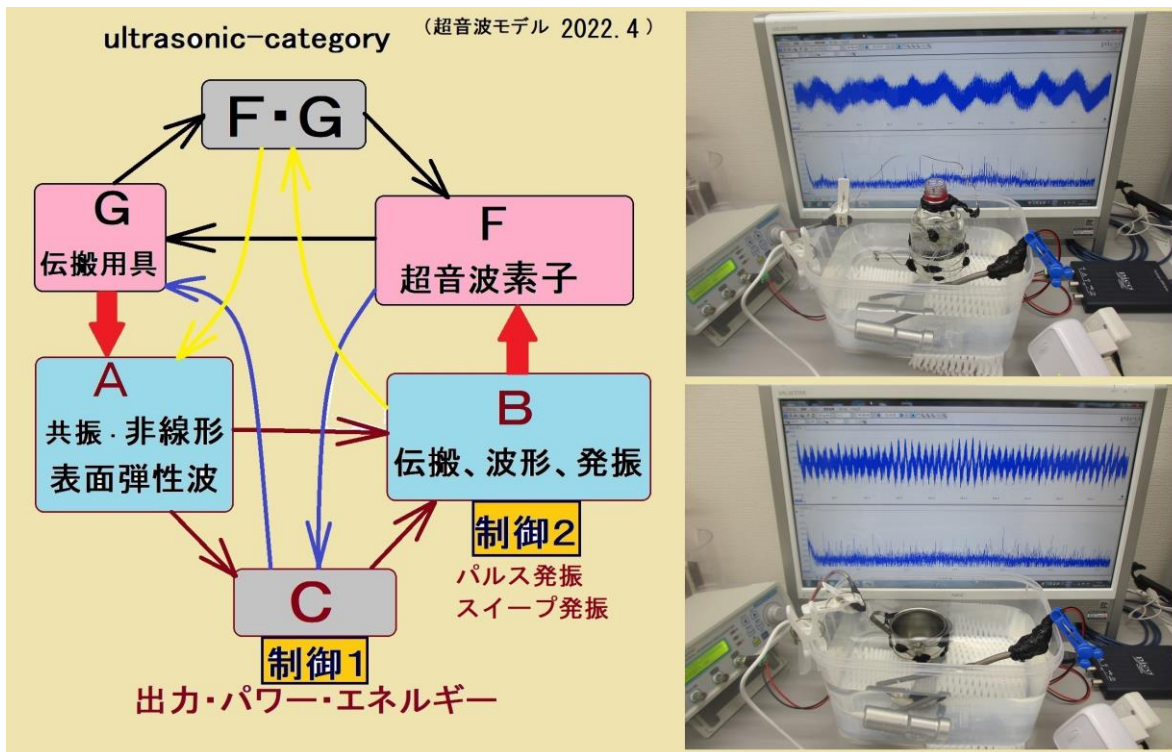 ultrasonic-category
(超音波モデル 2022.4)
F・G
G
伝搬用具
F
超音波素子
A
共振・非線形
表面弾性波
B
伝搬、波形、発振
制御2
パルス発振
スイープ発振
C
制御1
出力・パワー・エネルギー
pico